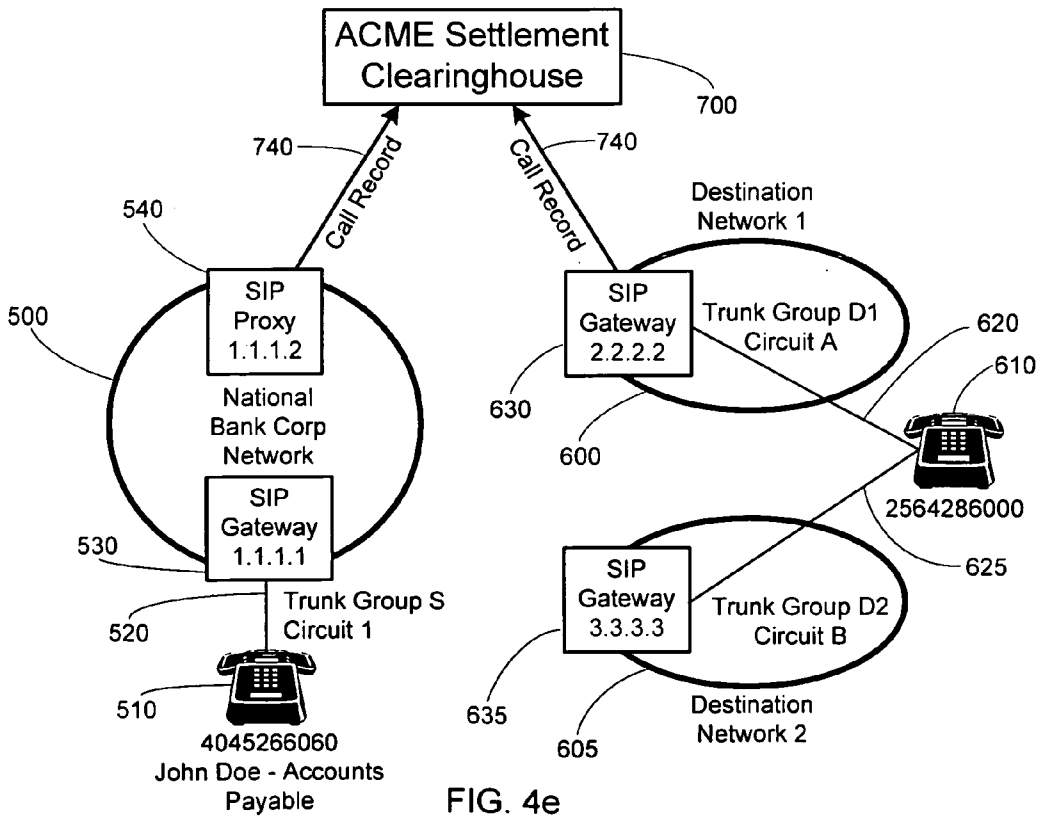 ACME Settlement
Clearinghouse
700
740
Call Record
740
Call Record
540
500
SIP
Proxy
1.1.1.2
National
Bank Corp
Network
SIP
Gateway
1.1.1.1
530
520
Trunk Group S
Circuit 1
510
4045266060
John Doe - Accounts
Payable
Destination
Network 1
SIP
Gateway
2.2.2.2
Trunk Group D1
Circuit A
630
600
620
610
2564286000
625
SIP
Gateway
3.3.3.3
Trunk Group D2
Circuit B
635
605
Destination
Network 2
FIG. 4e